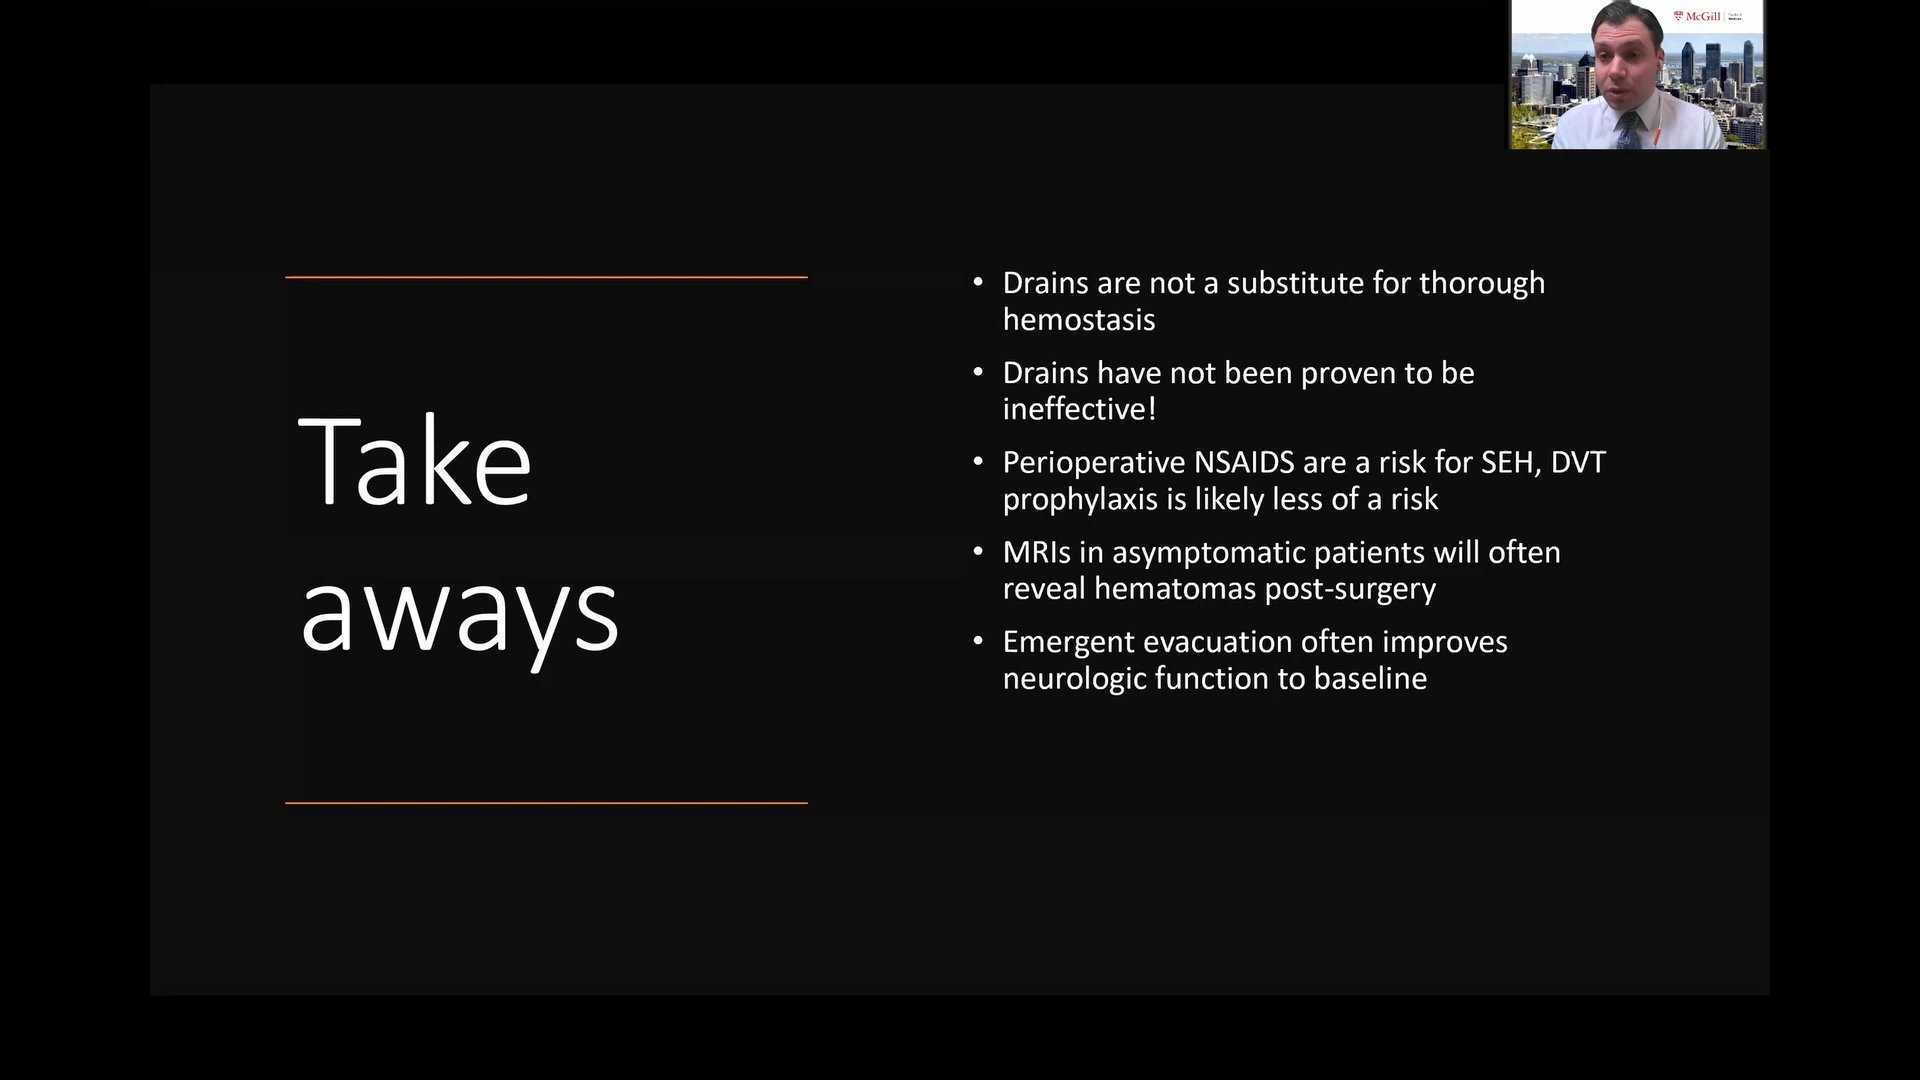 McGill
Take
aways
• Drains are not a substitute for thorough
hemostasis
• Drains have not been proven to be
ineffective!
• Perioperative NSAIDS are a risk for SEH, DVT
prophylaxis is likely less of a risk
• MRIs in asymptomatic patients will often
reveal hematomas post-surgery
• Emergent evacuation often improves
neurologic function to baseline